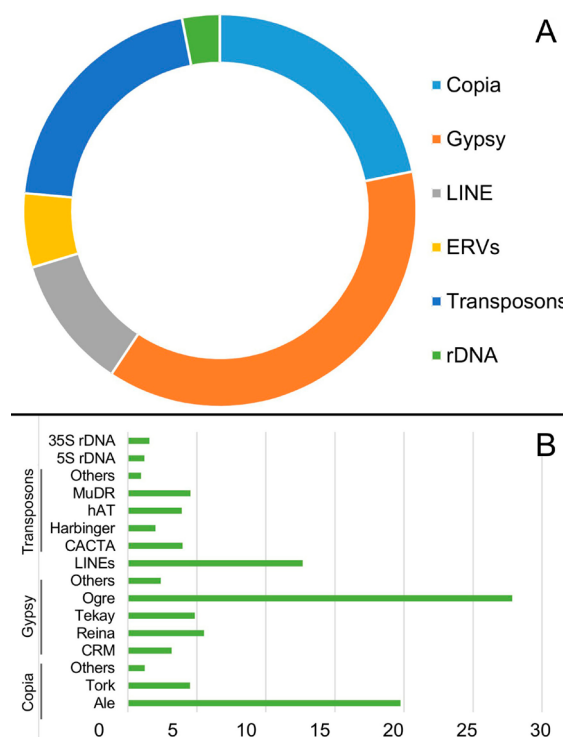 A
Copia
Gypsy
LINE
ERVs
Transposons
rDNA
B
35S rDNA
5S rDNA
Others
MuDR
hAT
Harbinger
CACTA
LINEs
Others
Ogre
Tekay
Reina
CRM
Others
Tork
Ale
Transposons
Gypsy
Copia
0 5 10 15 20 25 30